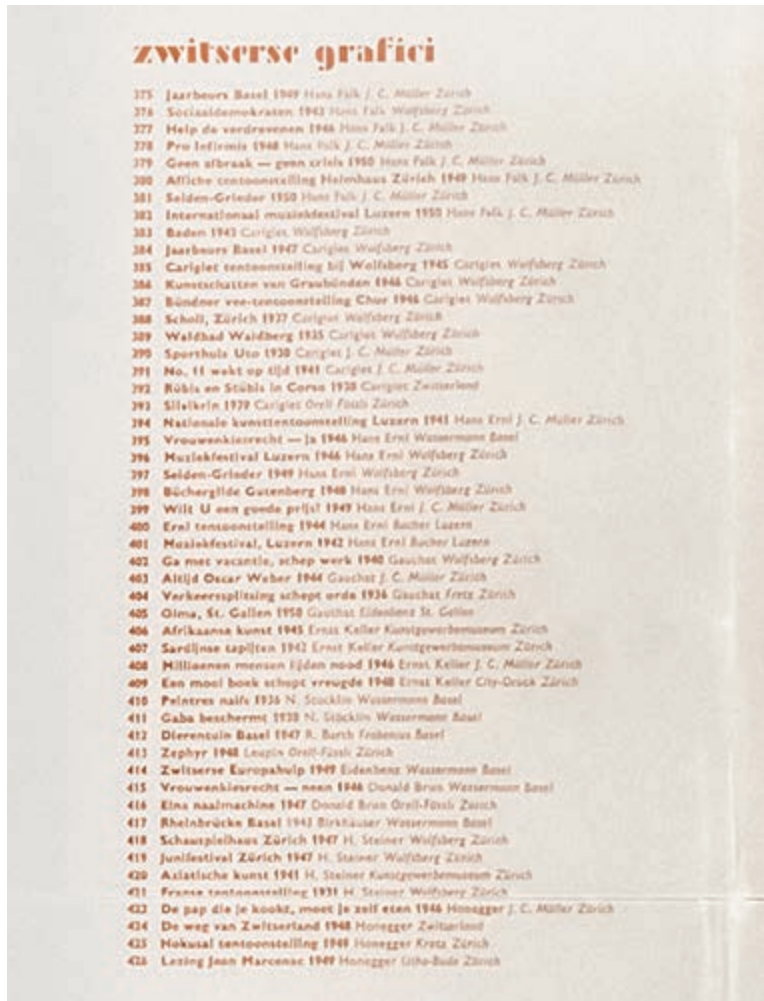 zwitserse grafici
375 Jaarbeurs Basel 1949 Hans Falk J. C. Müller Zürich
376 Sociaaldemokraten 1943 Hans Falk Wolfsberg Zürich
377 Help de verdrevenen 1946 Hans Falk J. C. Müller Zürich
378 Pro Infirmis 1948 Hans Falk J. C. Müller Zürich
379 Geen afbraak — geen crisis 1950 Hans Falk J. C. Müller Zürich
380 Affiche tentoonstelling Helmhaus Zürich 1949 Hans Falk J. C. Müller Zürich
381 Seiden-Grieder 1950 Hans Falk J. C. Müller Zürich
382 Internationaal muziekfestival Luzern 1950 Hans Falk J. C. Müller Zürich
383 Baden 1943 Carigiet Wolfsberg Zürich
384 Jaarbeurs Basel 1947 Carigiet Wolfsberg Zürich
385 Carigiet tentoonstelling bij Wolfsberg 1945 Carigiet Wolfsberg Zürich
386 Kunstschatten van Graubünden 1946 Carigiet Wolfsberg Zürich
387 Bündner vee-tentoonstelling Chur 1946 Carigiet Wolfsberg Zürich
388 Scholl, Zürich 1937 Carigiet Wolfsberg Zürich
389 Waldbad Waidberg 1935 Carigiet Wolfsberg Zürich
390 Sporthuis Uto 1930 Carigiet J. C. Müller Zürich
391 No. 11 wekt op tijd 1941 Carigiet J. C. Müller Zürich
392 Rübis en Stübis in Corso 1938 Carigiet Zwitserland
393 Silvikrin 1939 Carigiet Orell Füssli Zürich
394 Nationale kunsttentoonstelling Luzern 1941 Hans Erni J. C. Müller Zürich
395 Vrouwenkiesrecht — ja 1946 Hans Erni Wassermann Basel
396 Muziekfestival Luzern 1946 Hans Erni Wolfsberg Zürich
397 Seiden-Grieder 1949 Hans Erni Wolfsberg Zürich
398 Büchergilde Gutenberg 1948 Hans Erni Wolfsberg Zürich
399 Wilt U een goede prijs? 1949 Hans Erni J. C. Müller Zürich
400 Erni tentoonstelling 1944 Hans Erni Bucher Luzern
401 Muziekfestival, Luzern 1942 Hans Erni Bucher Luzern
402 Ga met vacantie, schep werk 1940 Gauchat Wolfsberg Zürich
403 Altijd Oscar Weber 1944 Gauchat J. C. Müller Zürich
404 Verkeerssplitsing schept orde 1936 Gauchat Fretz Zürich
405 Olma, St. Gallen 1950 Gauchat Eidenbenz St. Gallen
406 Afrikaanse kunst 1945 Ernst Keller Kunstgewerbemuseum Zürich
407 Sardijnse tapijten 1942 Ernst Keller Kunstgewerbemuseum Zürich
408 Millioenen mensen lijden nood 1946 Ernst Keller J. C. Müller Zürich
409 Een mooi boek schept vreugde 1948 Ernst Keller City-Druck Zürich
410 Peintres naifs 1936 N. Stöcklin Wassermann Basel
411 Gaba beschermt 1938 N. Stöcklin Wassermann Basel
412 Dierentuin Basel 1947 R. Barth Frobenius Basel
413 Zephyr 1948 Leupin Orell-Füssli Zürich
414 Zwitserse Europahulp 1949 Eidenbenz Wassermann Basel
415 Vrouwenkiesrecht — neen 1946 Donald Brun Wassermann Basel
416 Elna naalmachine 1947 Donald Brun Orell-Füssli Zürich
417 Rheinbrücke Basel 1943 Birkhäuser Wassermann Basel
418 Schauspielhaus Zürich 1947 H. Steiner Wolfsberg Zürich
419 Junifestival Zürich 1947 H. Steiner Wolfsberg Zürich
420 Aziatische kunst 1941 H. Steiner Kunstgewerbemuseum Zürich
421 Franse tentoonstelling 1931 H. Steiner Wolfsberg Zürich
423 De pap die je kookt, moet je zelf eten 1946 Honegger J. C. Müller Zürich
424 De weg van Zwitserland 1948 Honegger Zwitserland
425 Hokusai tentoonstelling 1948 Honegger Kretz Zürich
426 Lezing Jean Marcenac 1949 Honegger Litho-Bude Zürich